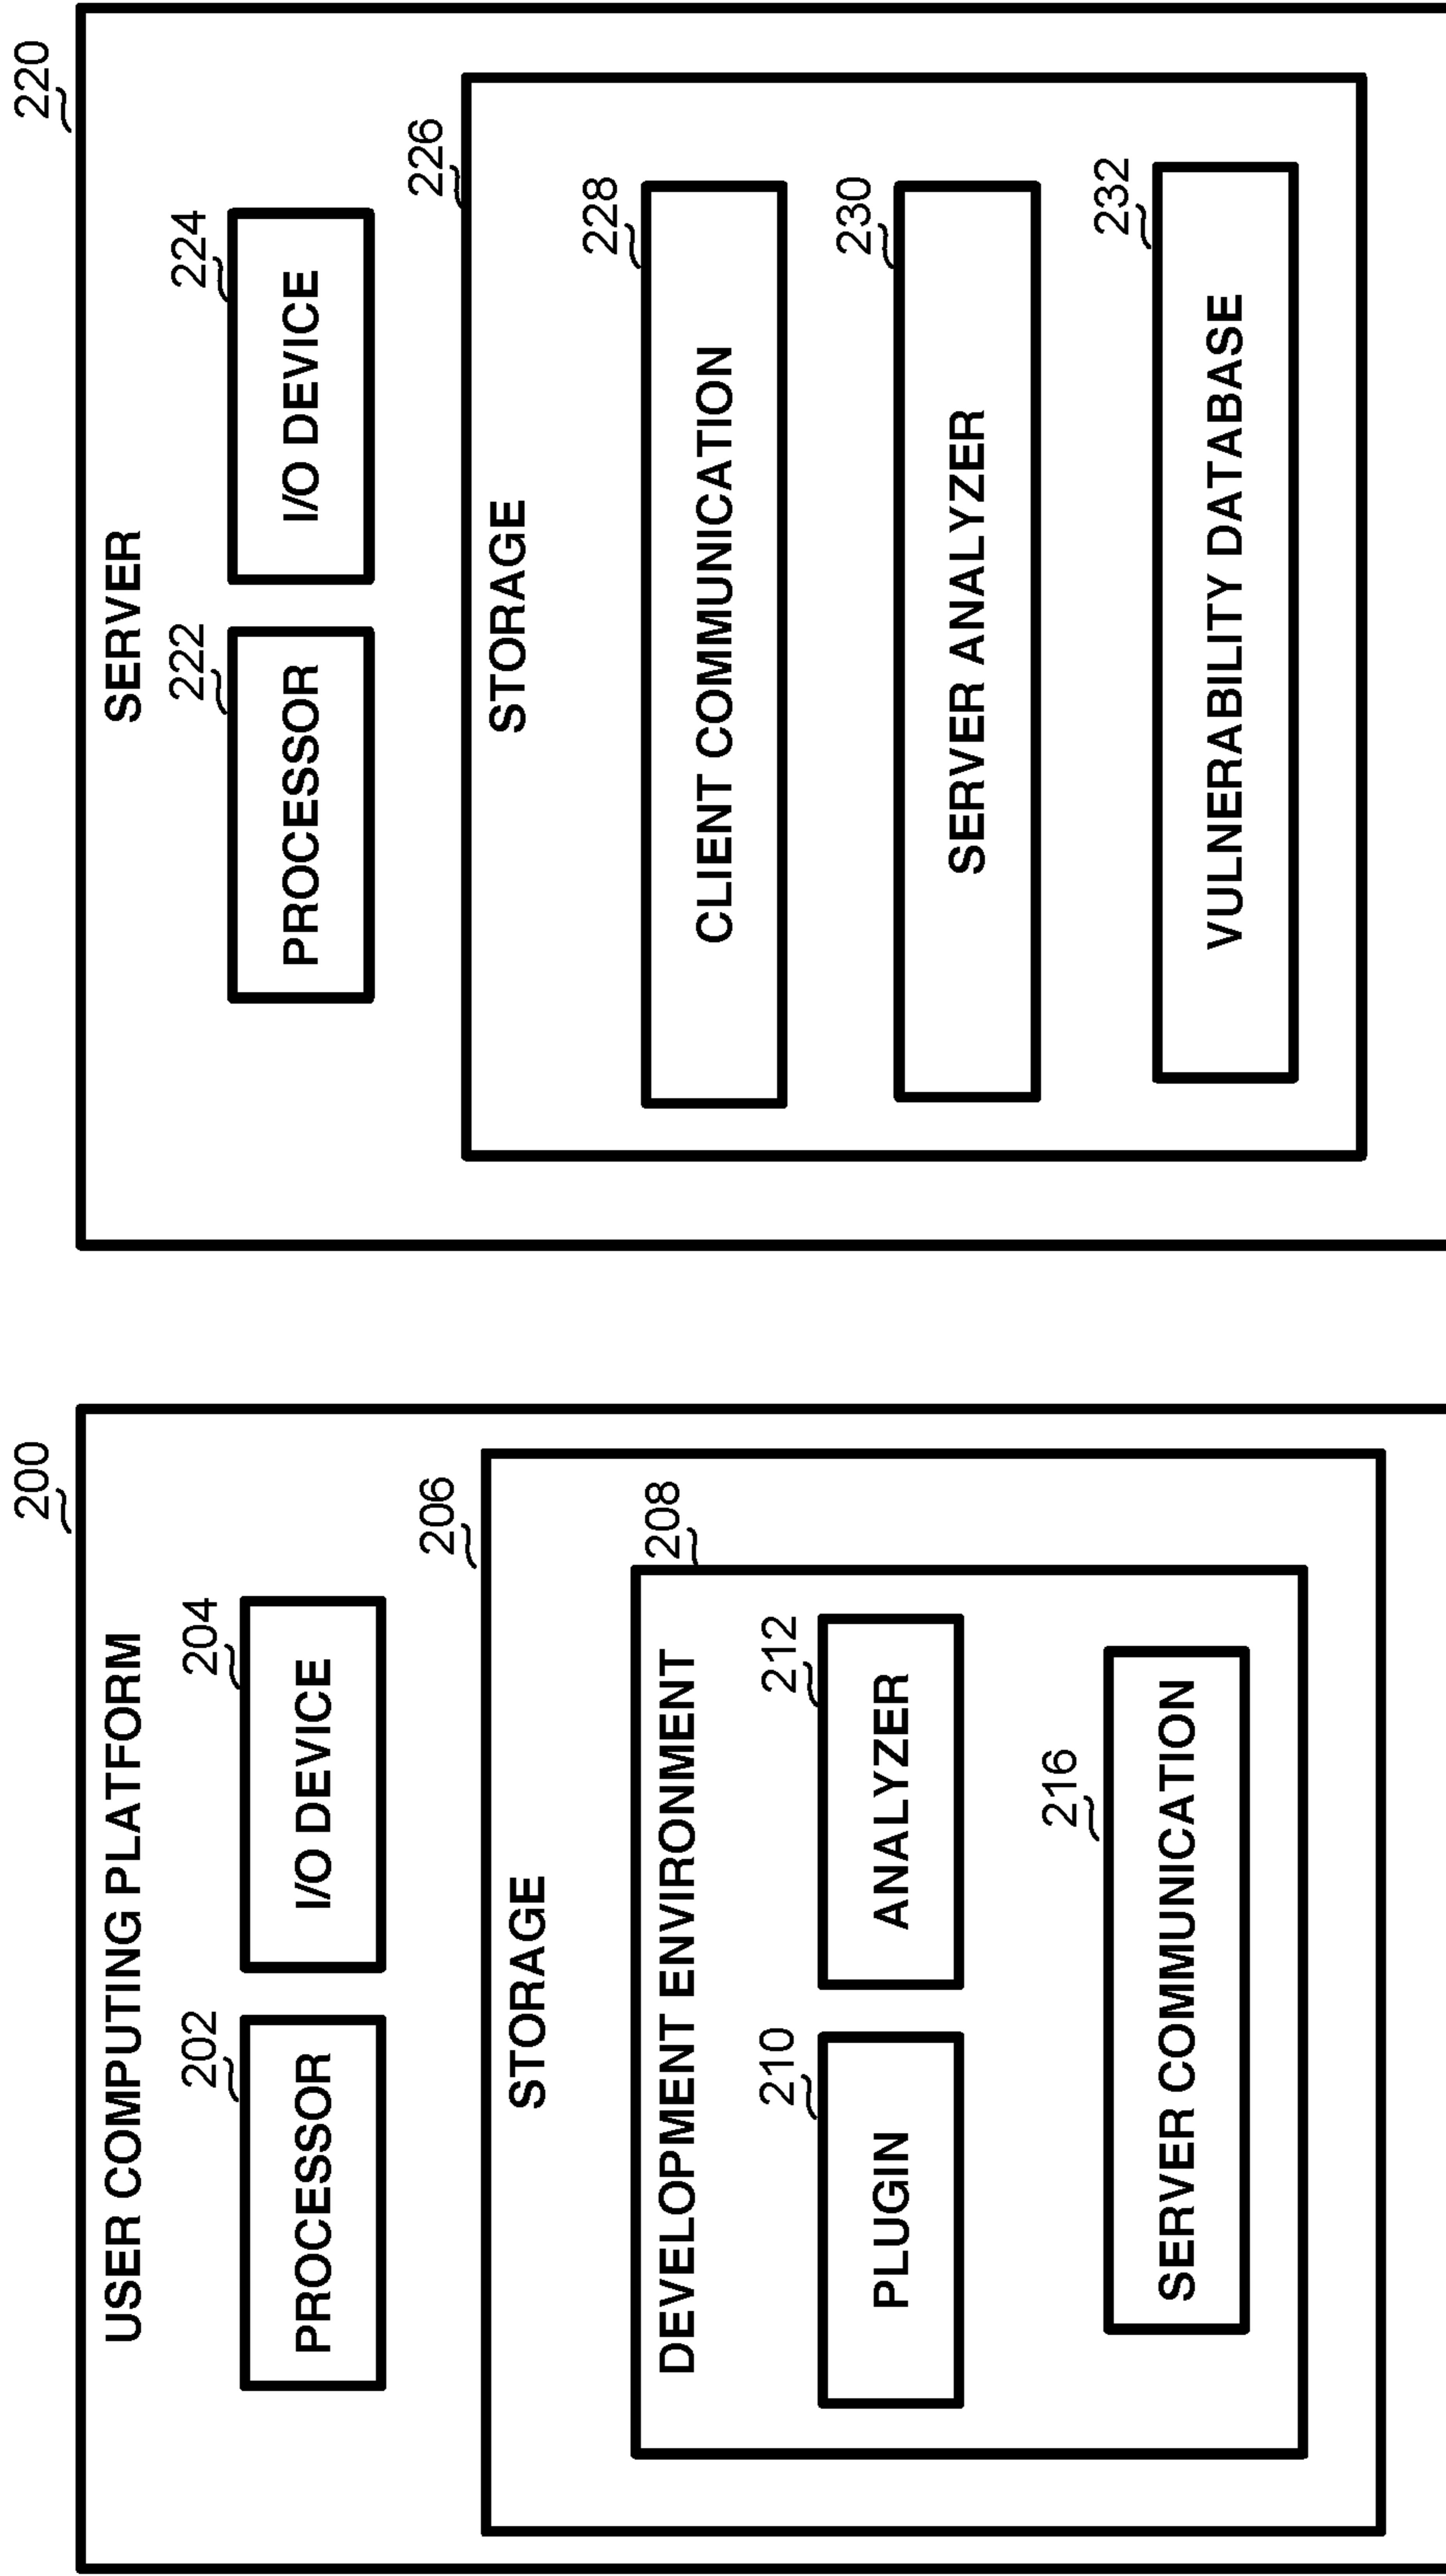 200
USER COMPUTING PLATFORM
202
PROCESSOR
204
I/O DEVICE
206
STORAGE
208
DEVELOPMENT ENVIRONMENT
210
PLUGIN
212
ANALYZER
216
SERVER COMMUNICATION
220
SERVER
222
PROCESSOR
224
I/O DEVICE
226
STORAGE
228
CLIENT COMMUNICATION
230
SERVER ANALYZER
232
VULNERABILITY DATABASE